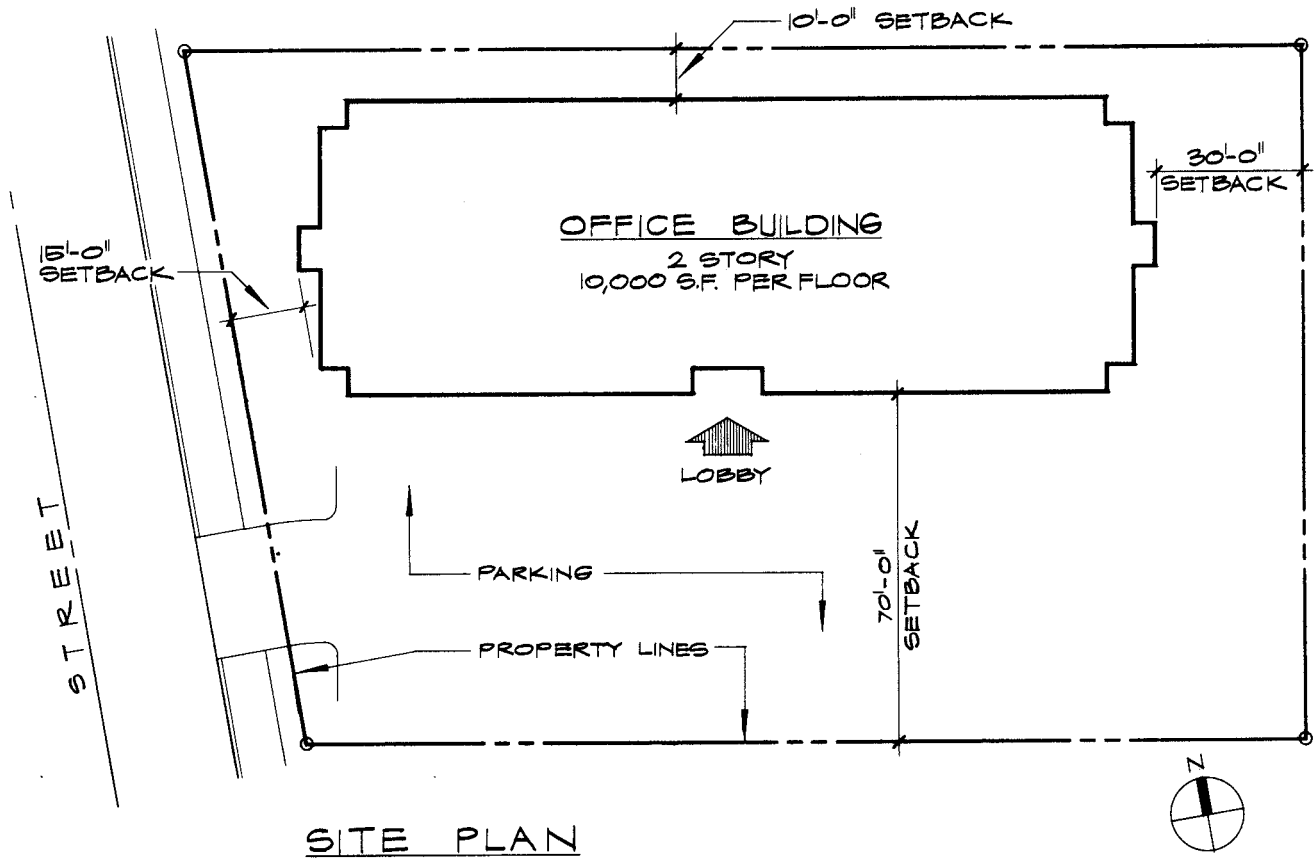 10'-0" SETBACK
30'-0"
SETBACK
OFFICE BUILDING
2 STORY
10,000 S.F. PER FLOOR
15'-0"
SETBACK
LOBBY
STREET
PARKING
70'-0"
SETBACK
PROPERTY LINES
N
SITE PLAN